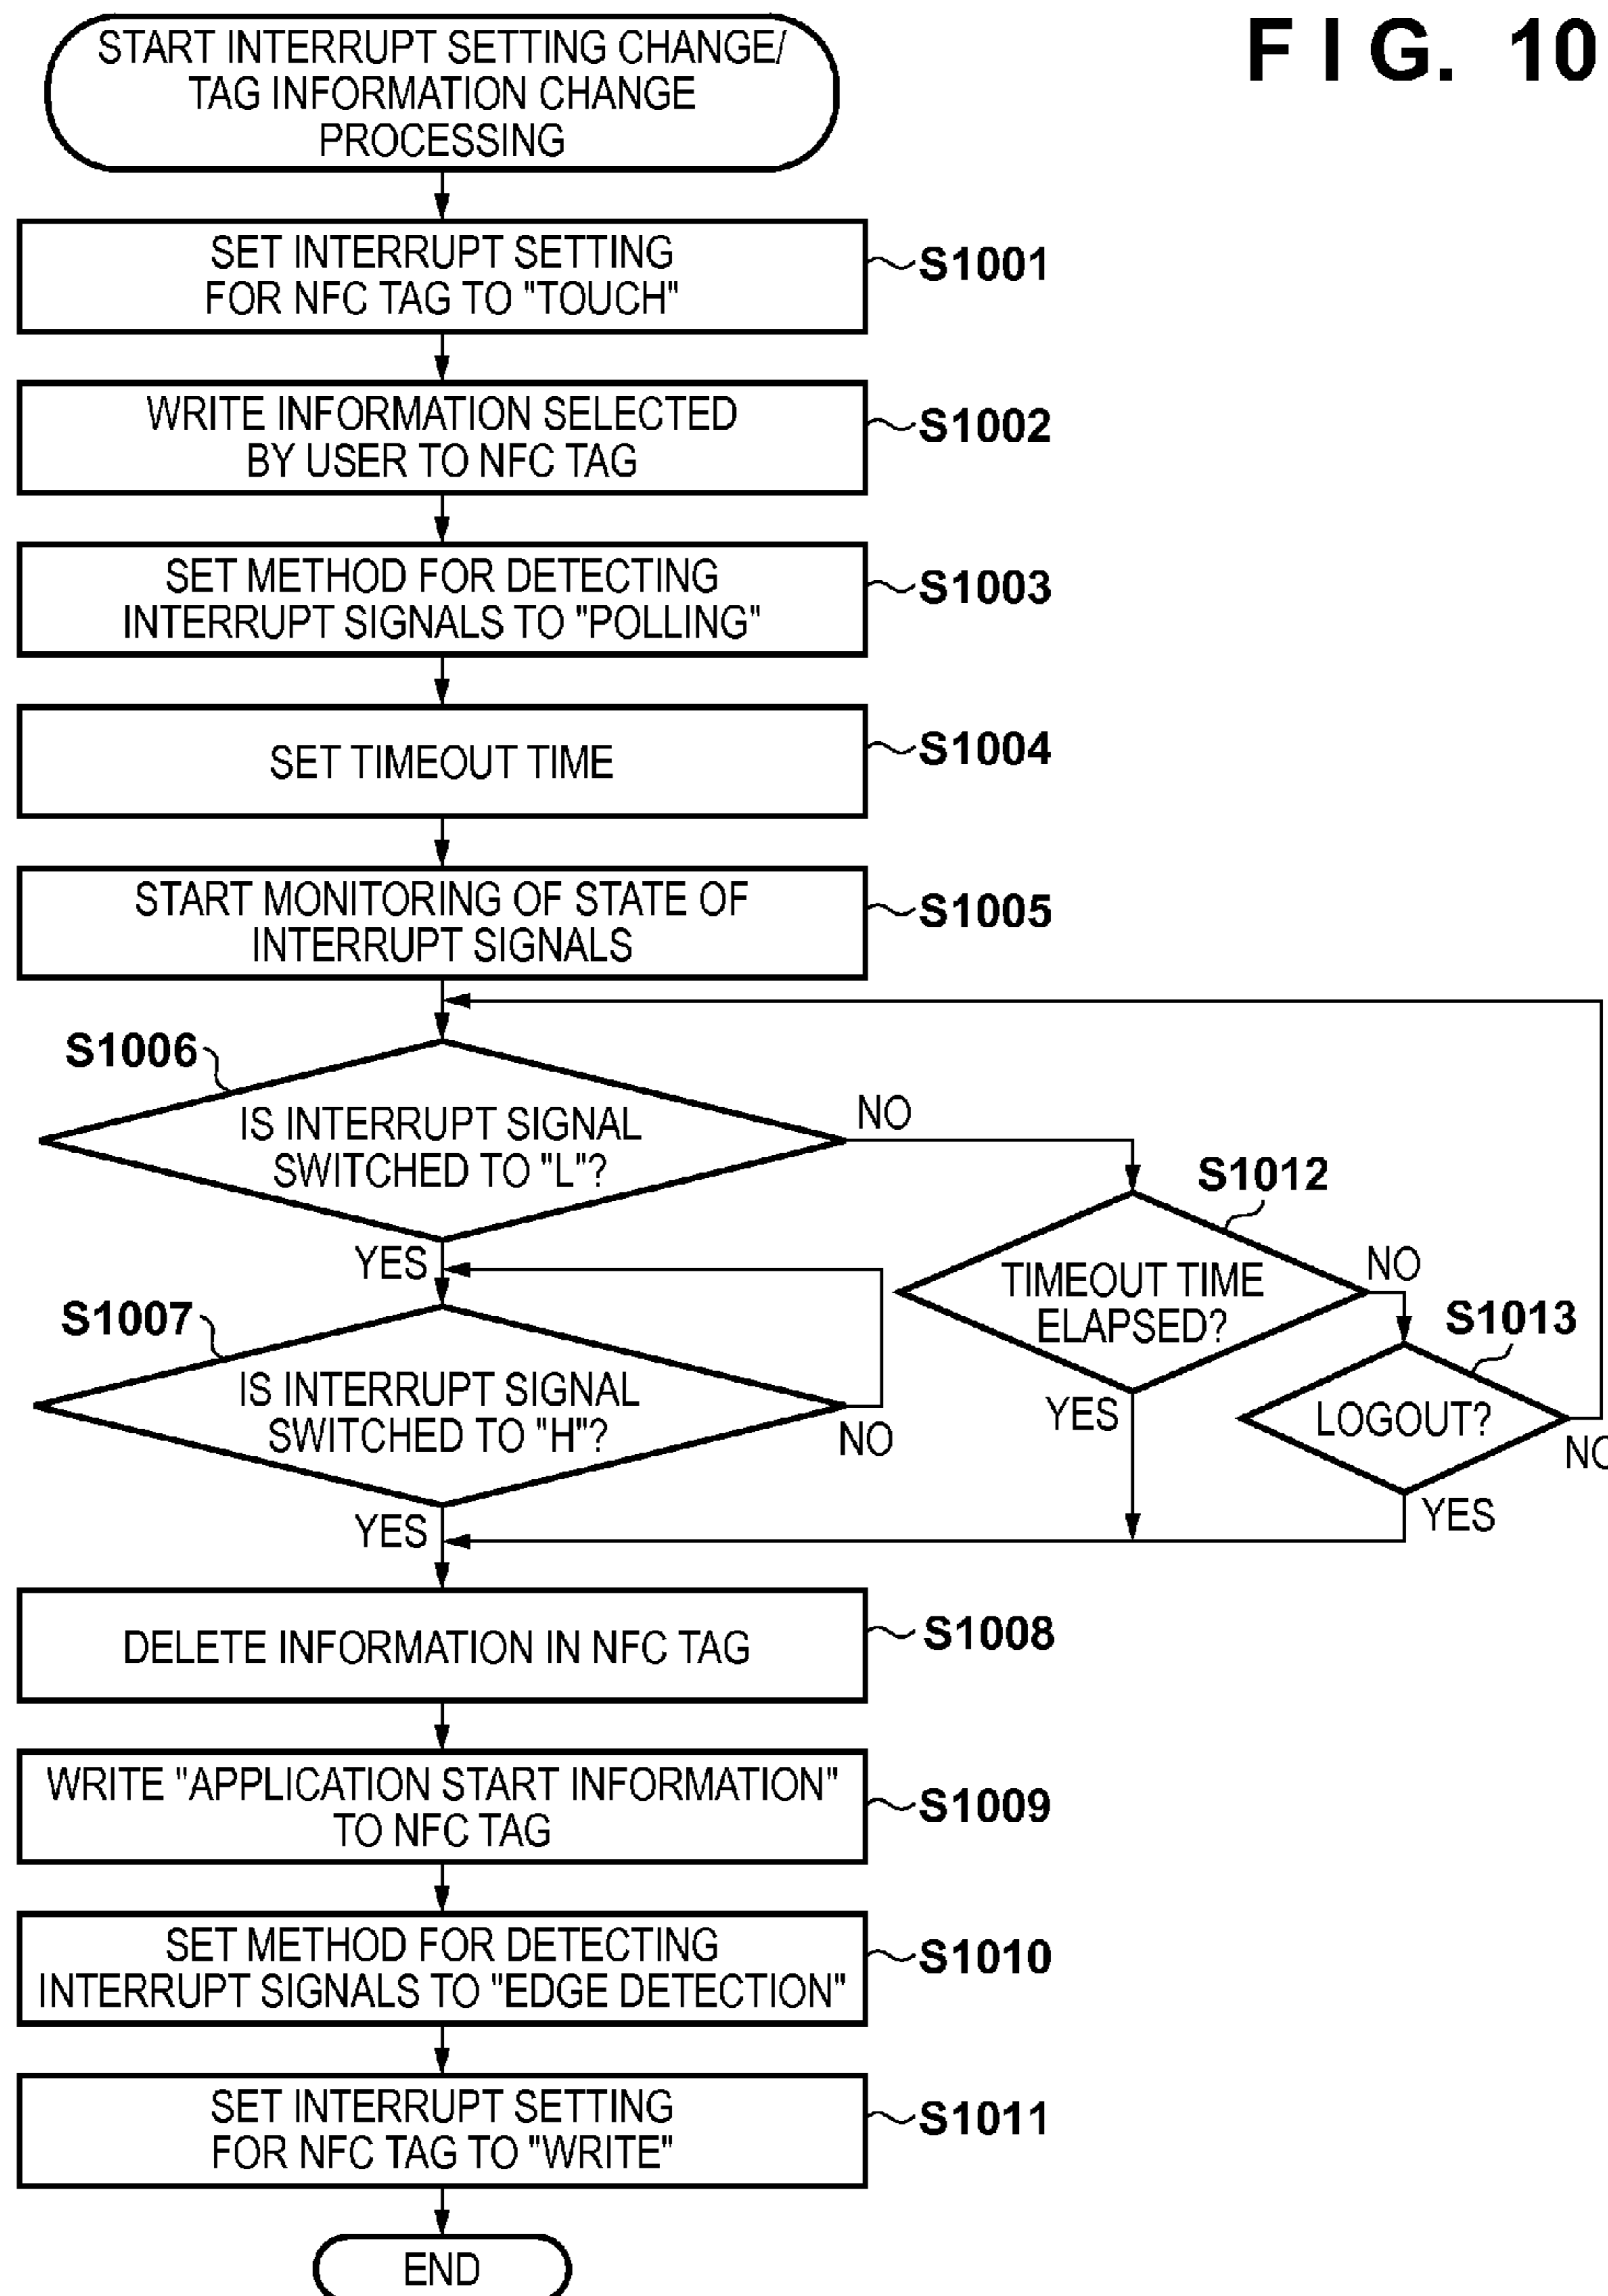 FIG. 10
START INTERRUPT SETTING CHANGE/
TAG INFORMATION CHANGE
PROCESSING
SET INTERRUPT SETTING
FOR NFC TAG TO "TOUCH"
S1001
WRITE INFORMATION SELECTED
BY USER TO NFC TAG
S1002
SET METHOD FOR DETECTING
INTERRUPT SIGNALS TO "POLLING"
S1003
SET TIMEOUT TIME
S1004
START MONITORING OF STATE OF
INTERRUPT SIGNALS
S1005
S1006
IS INTERRUPT SIGNAL
SWITCHED TO "L"?
NO
YES
S1012
TIMEOUT TIME
ELAPSED?
NO
YES
S1013
LOGOUT?
NO
YES
S1007
IS INTERRUPT SIGNAL
SWITCHED TO "H"?
NO
YES
DELETE INFORMATION IN NFC TAG
S1008
WRITE "APPLICATION START INFORMATION"
TO NFC TAG
S1009
SET METHOD FOR DETECTING
INTERRUPT SIGNALS TO "EDGE DETECTION"
S1010
SET INTERRUPT SETTING
FOR NFC TAG TO "WRITE"
S1011
END